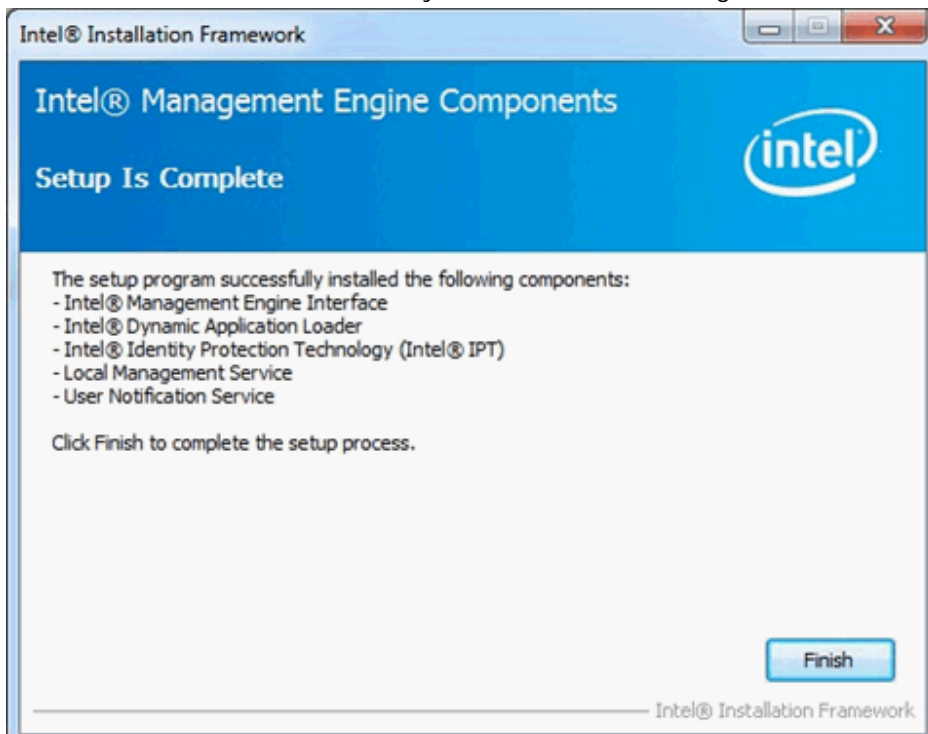 Intel® Installation Framework
Intel® Management Engine Components
intel
Setup Is Complete
The setup program successfully installed the following components:
- Intel® Management Engine Interface
- Intel® Dynamic Application Loader
- Intel® Identity Protection Technology (Intel® IPT)
- Local Management Service
- User Notification Service
Click Finish to complete the setup process.
Finish
Intel® Installation Framework